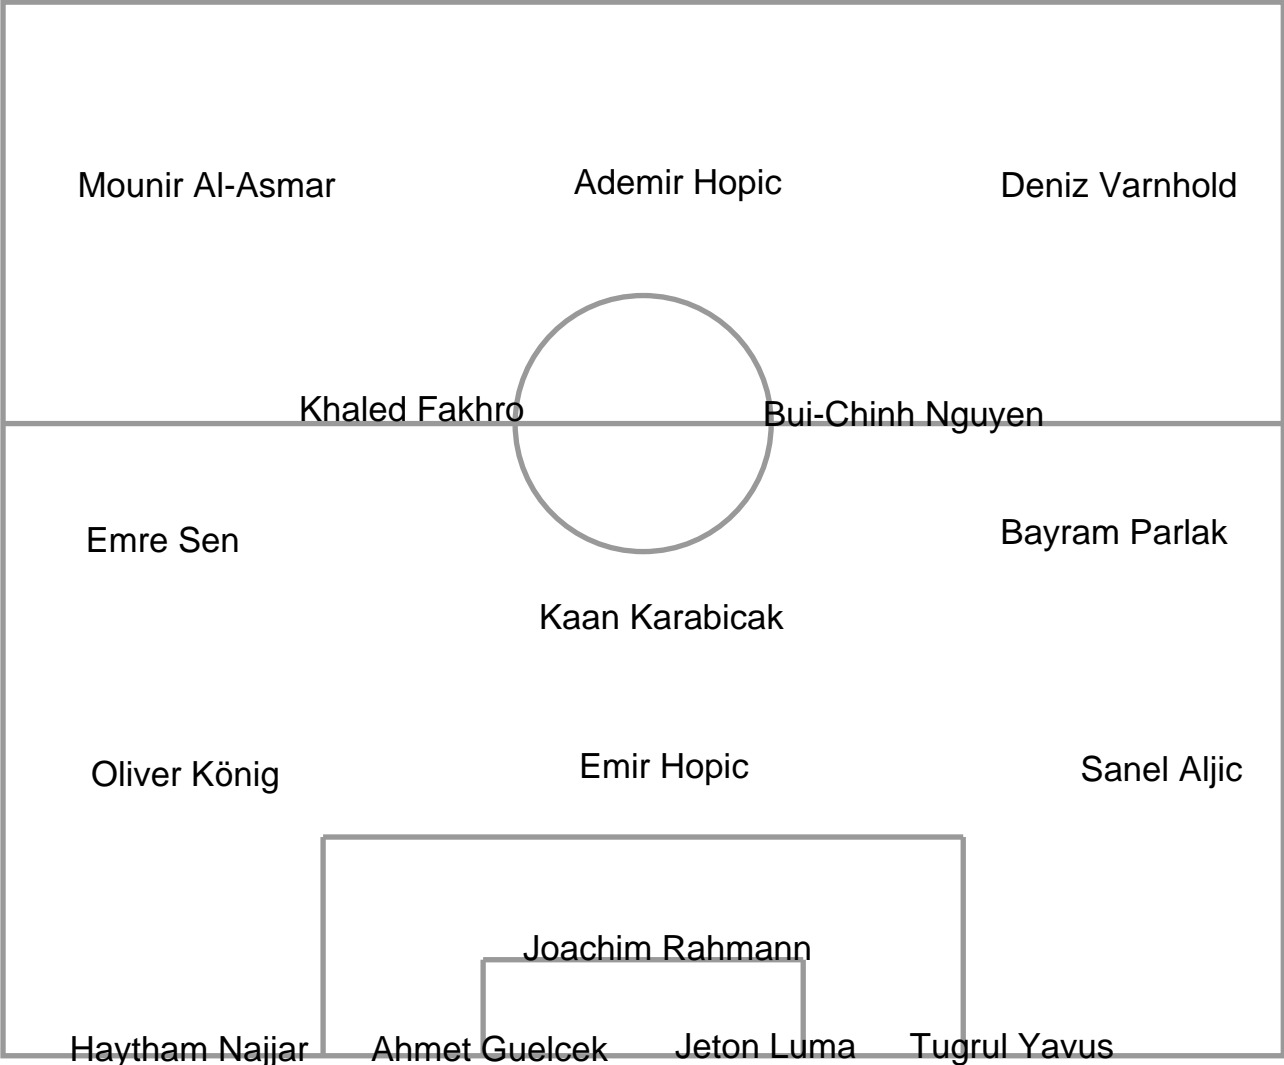 Mounir Al-Asmar
Ademir Hopic
Deniz Varnhold
Khaled Fakhro
Bui-Chinh Nguyen
Emre Sen
Bayram Parlak
Kaan Karabicak
Oliver König
Emir Hopic
Sanel Aljic
Joachim Rahmann
Haytham Najjar
Ahmet Guelcek
Jeton Luma
Tugrul Yavus